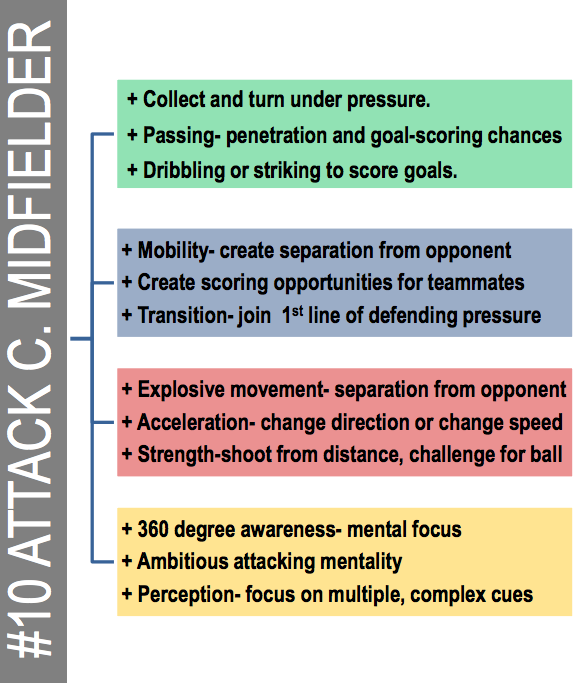 #10 ATTACK C. MIDFIELDER
+ Collect and turn under pressure.
+ Passing- penetration and goal-scoring chances
+ Dribbling or striking to score goals.
+ Mobility- create separation from opponent
+ Create scoring opportunities for teammates
+ Transition- join 1st line of defending pressure
+ Explosive movement- separation from opponent
+ Acceleration- change direction or change speed
+ Strength-shoot from distance, challenge for ball
+ 360 degree awareness- mental focus
+ Ambitious attacking mentality
+ Perception- focus on multiple, complex cues